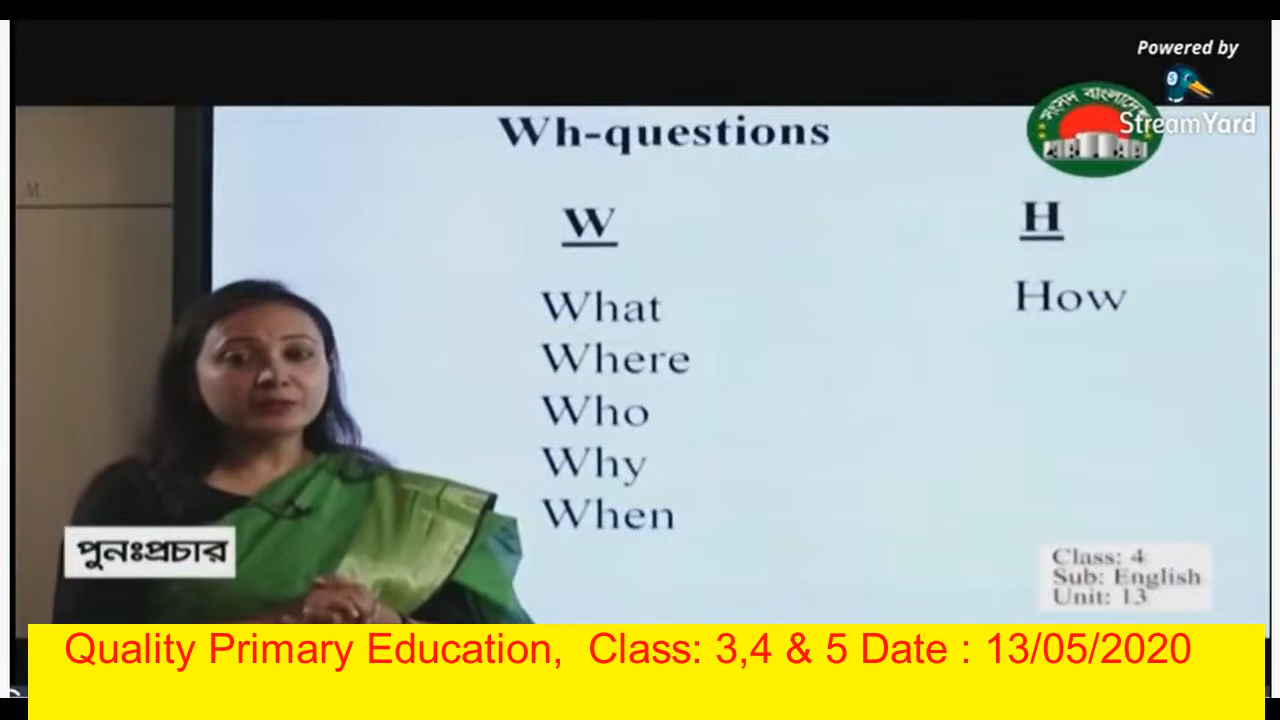 Powered by
সংসদ বাংলাদেশ
StreamYard
Wh-questions
W
H
What
How
Where
Who
Why
When
পুনঃপ্রচার
Class: 4
Sub: English
Unit: 13
Quality Primary Education, Class: 3,4 & 5 Date : 13/05/2020